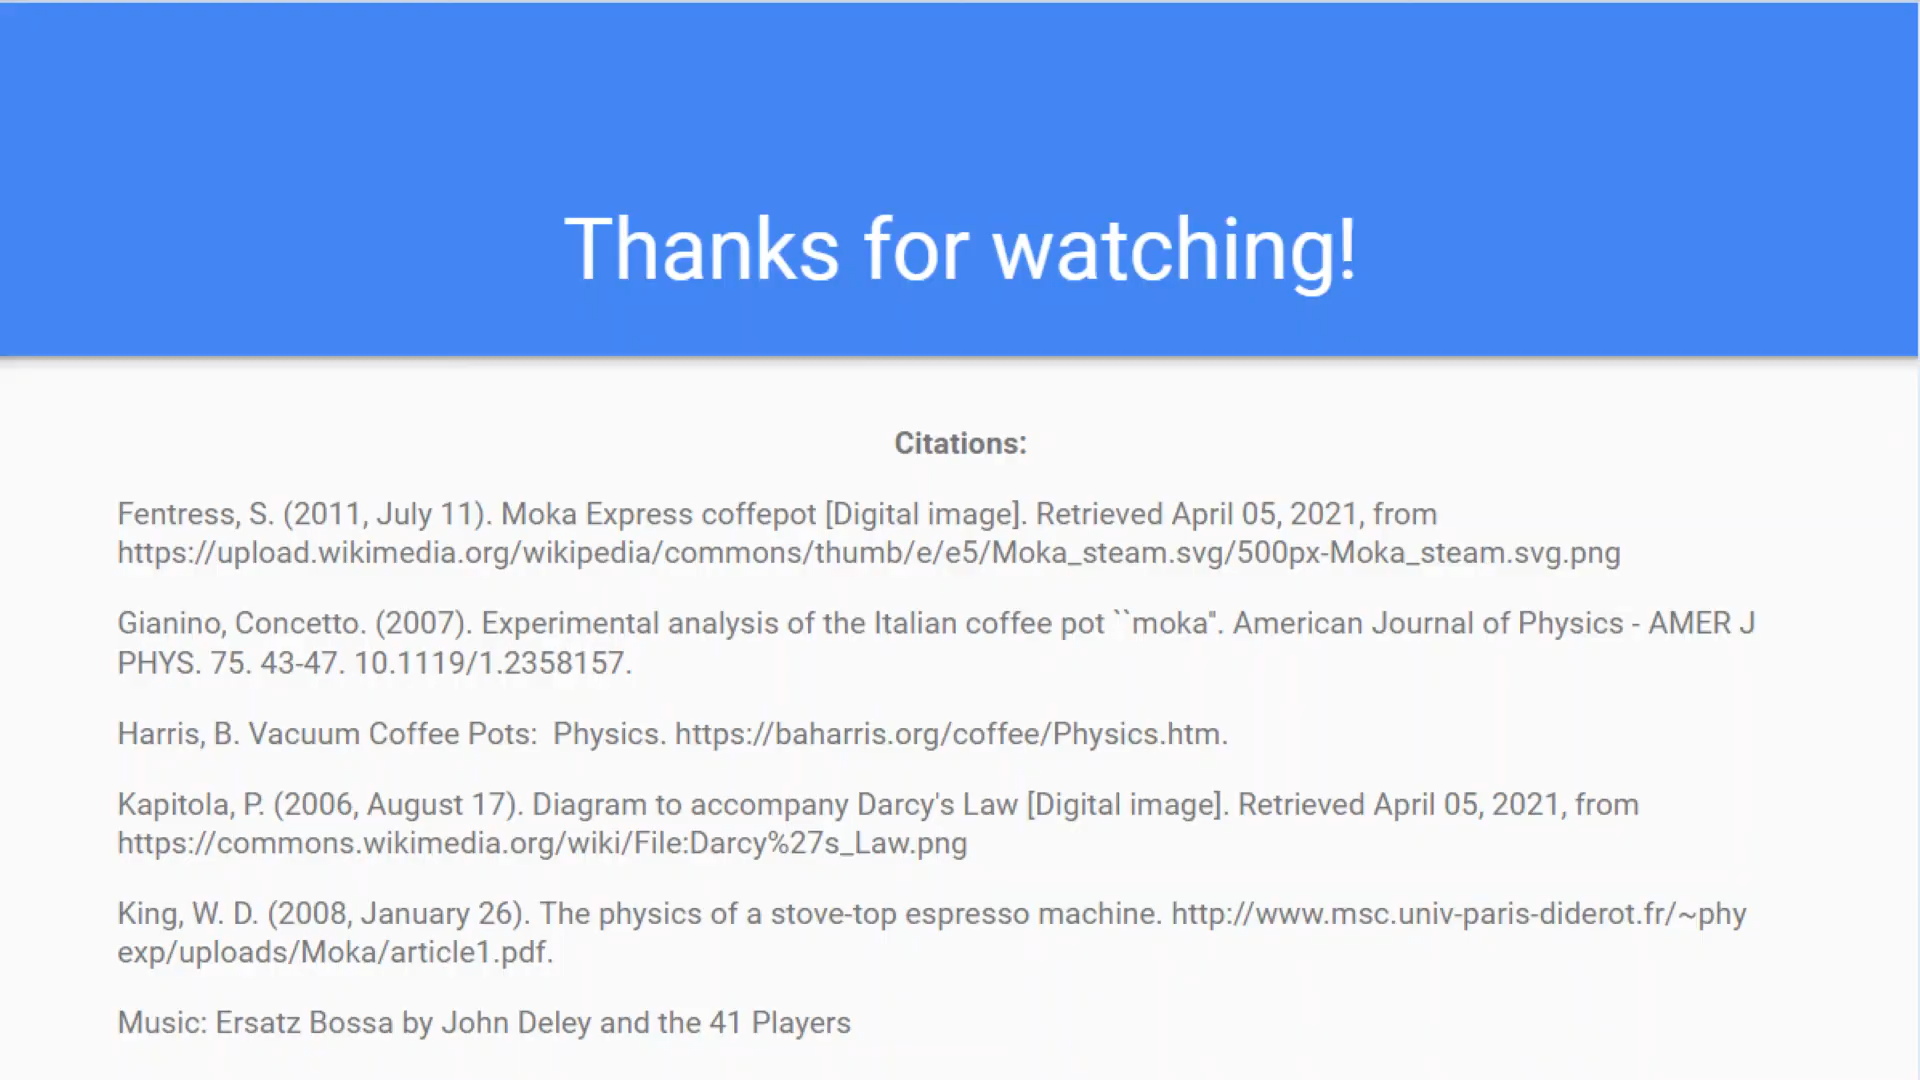 Thanks for watching!
Citations:
Fentress, S. (2011, July 11). Moka Express coffepot [Digital image]. Retrieved April 05, 2021, from
https://upload.wikimedia.org/wikipedia/commons/thumb/e/e5/Moka_steam.svg/500px-Moka_steam.svg.png
Gianino, Concetto. (2007). Experimental analysis of the Italian coffee pot ``moka". American Journal of Physics - AMER J
PHYS. 75. 43-47. 10.1119/1.2358157.
Harris, B. Vacuum Coffee Pots:  Physics. https://baharris.org/coffee/Physics.htm.
Kapitola, P. (2006, August 17). Diagram to accompany Darcy's Law [Digital image]. Retrieved April 05, 2021, from
https://commons.wikimedia.org/wiki/File:Darcy%27s_Law.png
King, W. D. (2008, January 26). The physics of a stove-top espresso machine. http://www.msc.univ-paris-diderot.fr/~phy
exp/uploads/Moka/article1.pdf.
Music: Ersatz Bossa by John Deley and the 41 Players